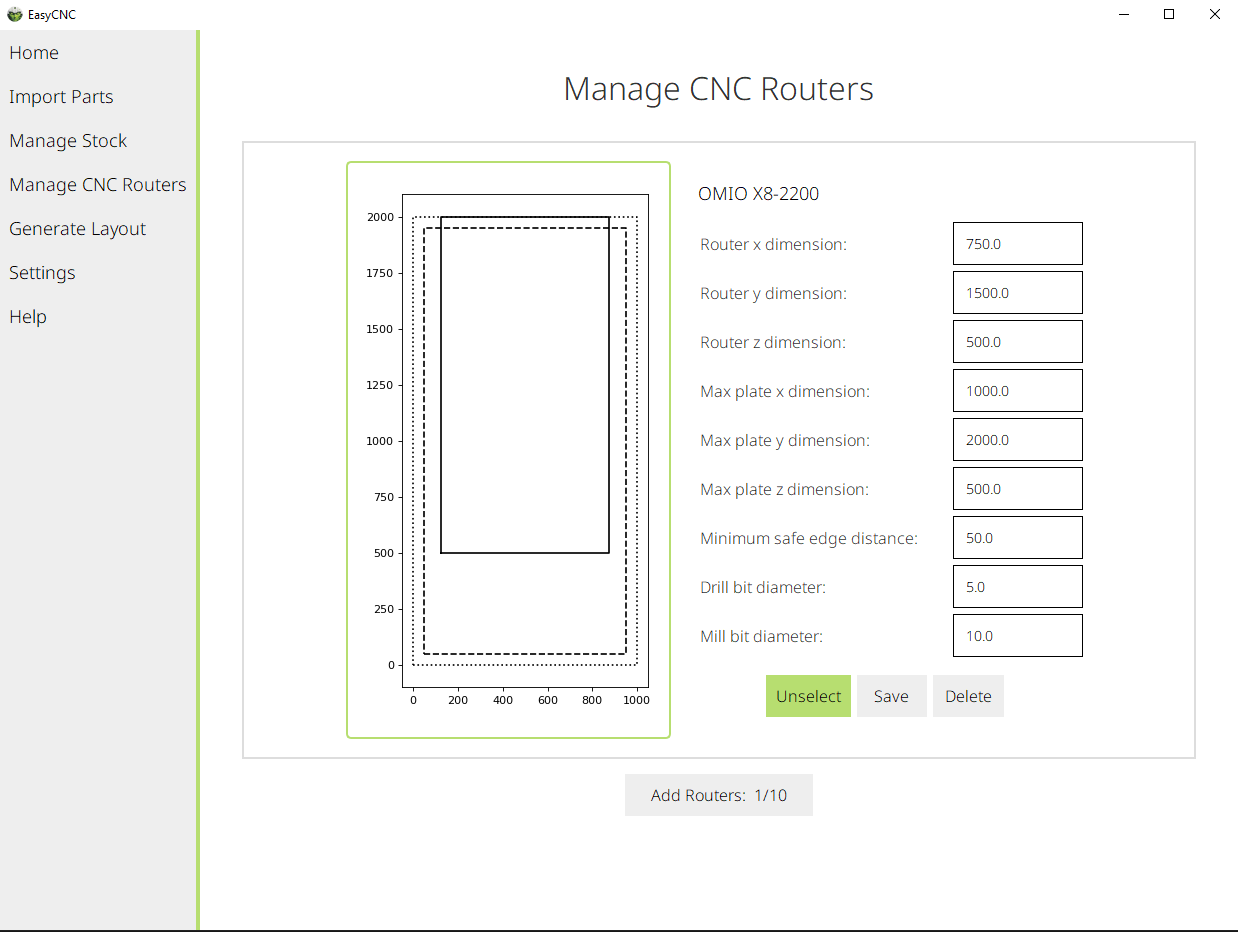 EasyCNC
Home
Import Parts
Manage Stock
Manage CNC Routers
Generate Layout
Settings
Help
Manage CNC Routers
2000
1750
1500
1250
1000
750
500
250
0
0 200 400 600 800 1000
OMIO X8-2200
Router x dimension: 750.0
Router y dimension: 1500.0
Router z dimension: 500.0
Max plate x dimension: 1000.0
Max plate y dimension: 2000.0
Max plate z dimension: 500.0
Minimum safe edge distance: 50.0
Drill bit diameter: 5.0
Mill bit diameter: 10.0
Unselect Save Delete
Add Routers: 1/10